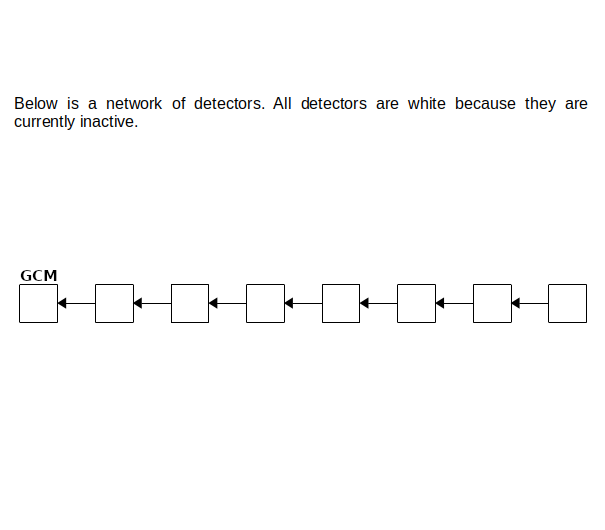 Below is a network of detectors. All detectors are white because they are
currently inactive.
GCM